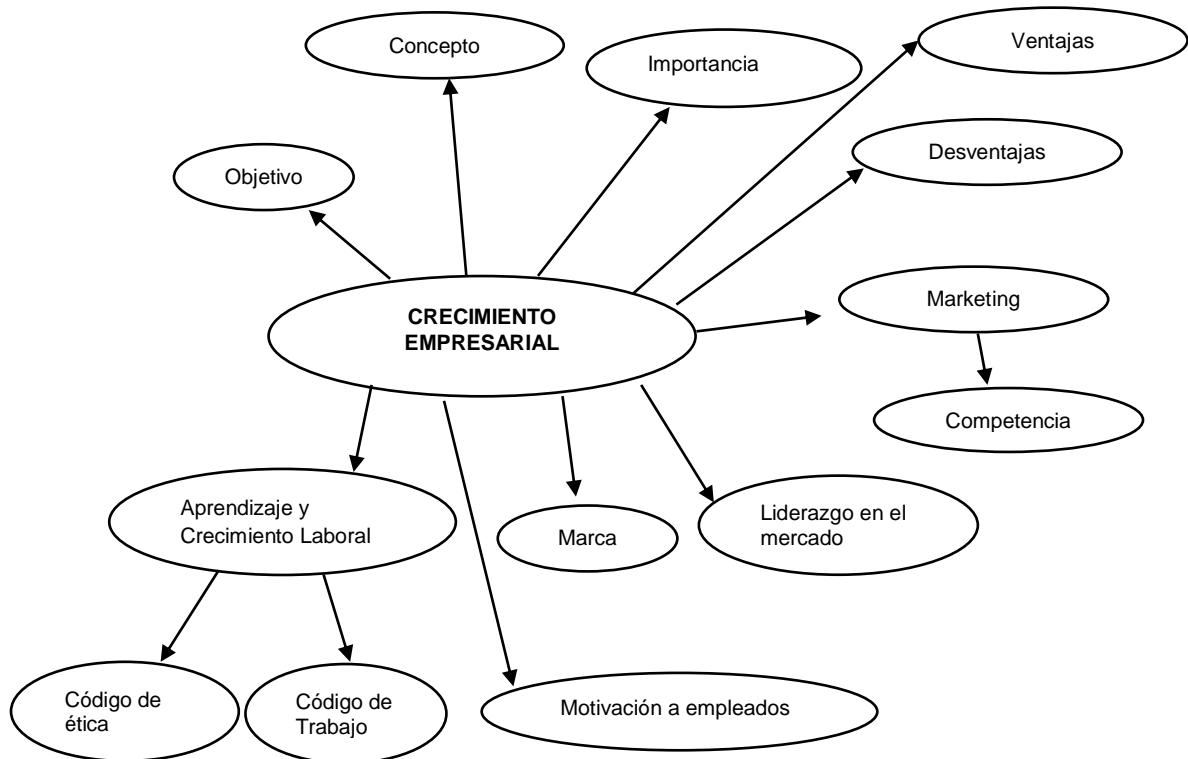 Concepto
Importancia
Ventajas
Desventajas
Objetivo
CRECIMIENTO
EMPRESARIAL
Marketing
Competencia
Aprendizaje y
Crecimiento Laboral
Marca
Liderazgo en el
mercado
Código de
ética
Código de
Trabajo
Motivación a empleados